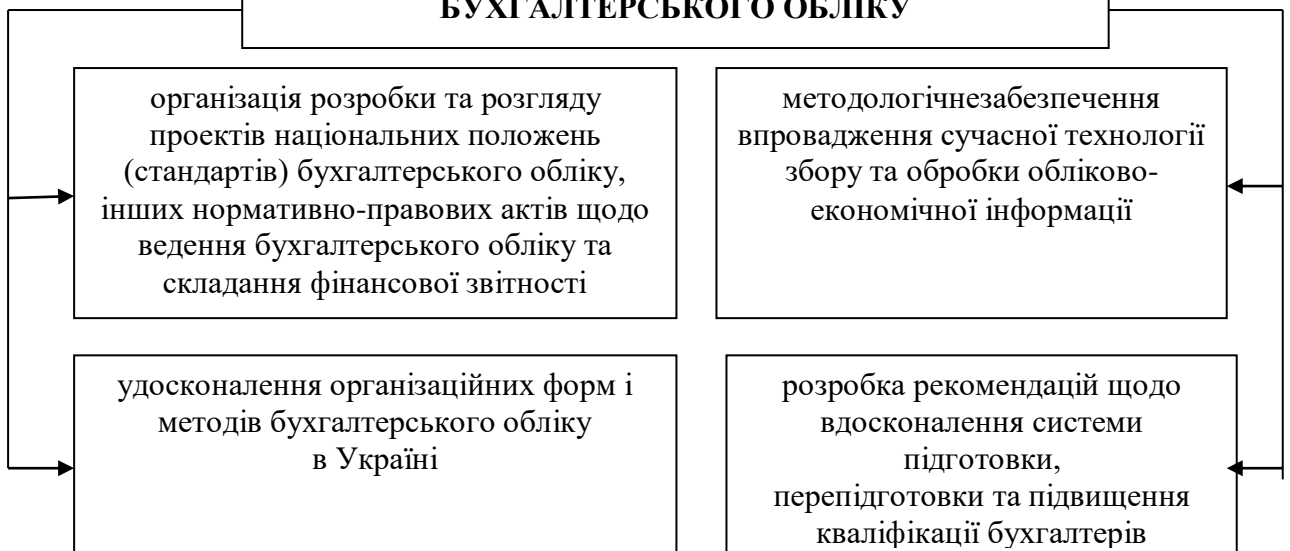 БУХГАЛТЕРСЬКОГО ОБЛІКУ
організація розробки та розгляду
проектів національних положень
(стандартів) бухгалтерського обліку,
інших нормативно-правових актів щодо
ведення бухгалтерського обліку та
складання фінансової звітності
методологічнезабезпечення
впровадження сучасної технології
збору та обробки обліково-
економічної інформації
удосконалення організаційних форм і
методів бухгалтерського обліку
в Україні
розробка рекомендацій щодо
вдосконалення системи
підготовки,
перепідготовки та підвищення
кваліфікації бухгалтерів